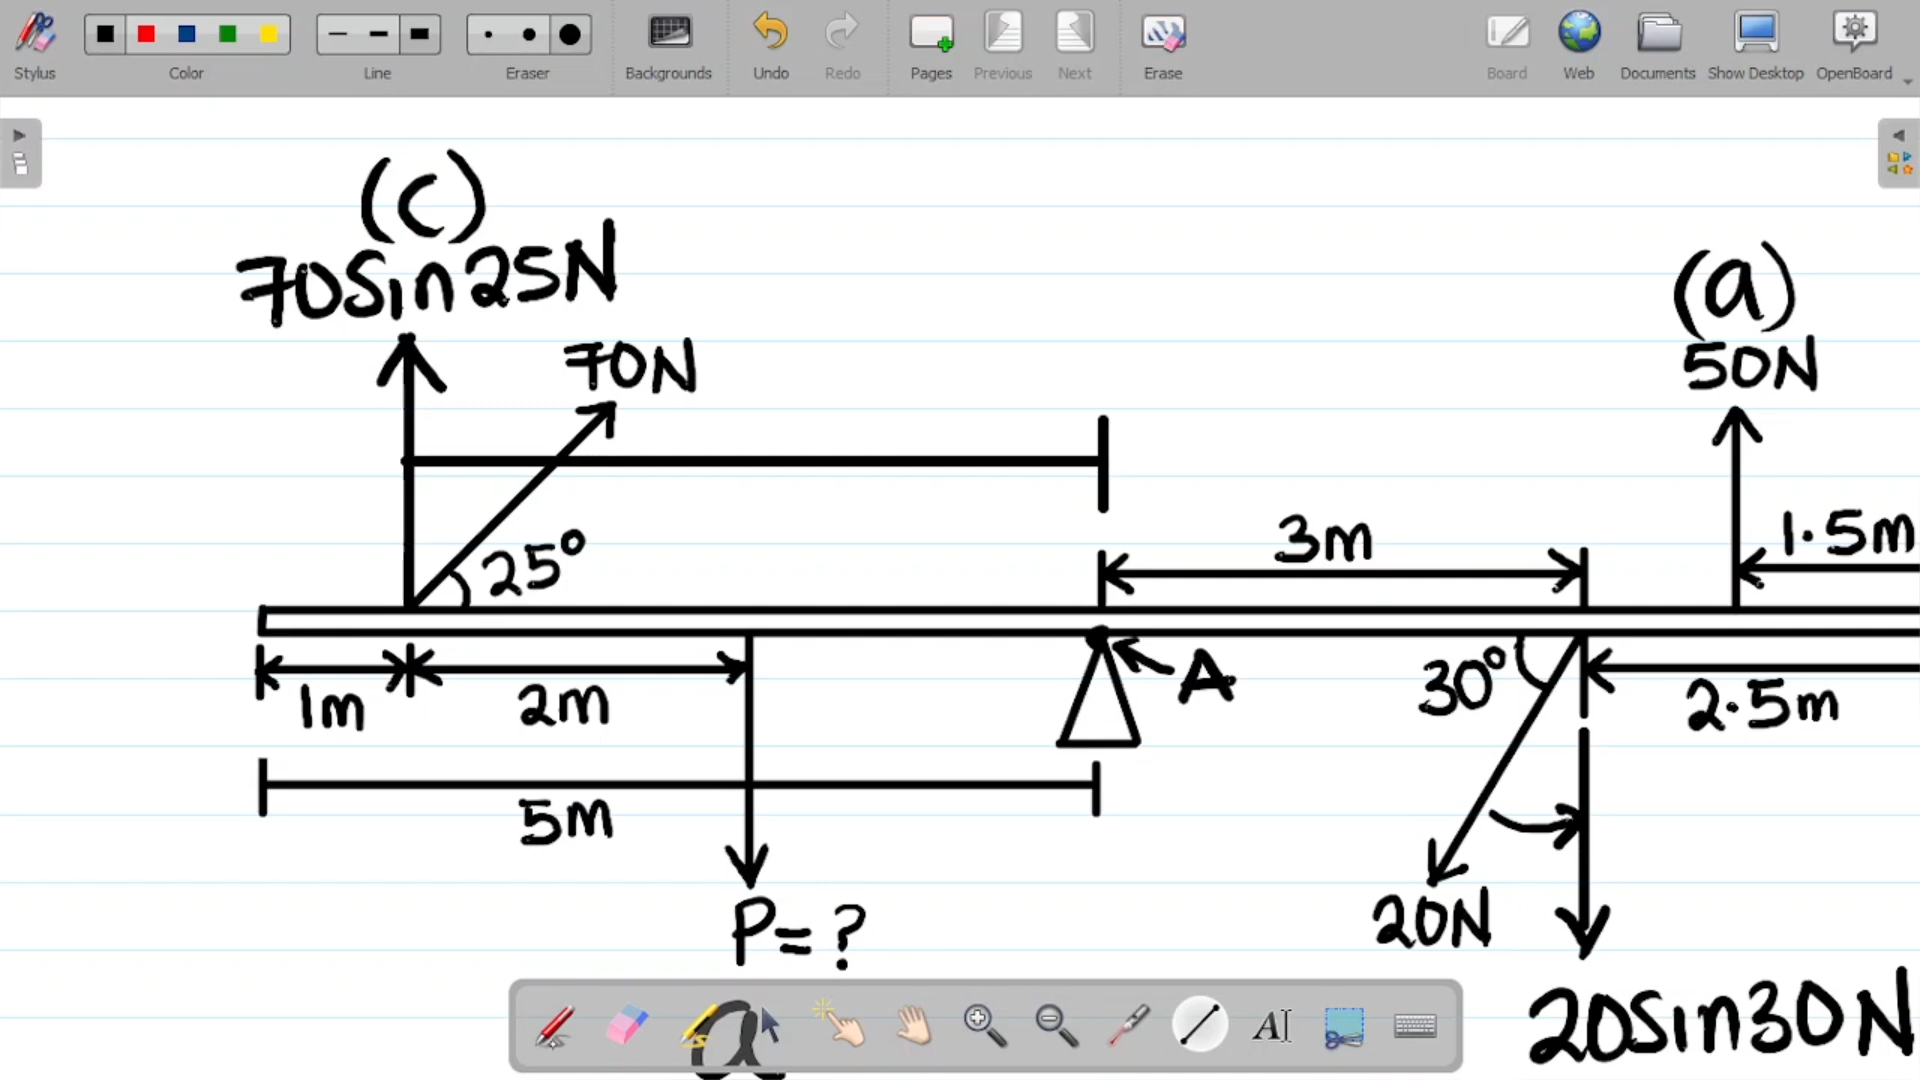 Stylus
Color
Line
Eraser
Backgrounds
Undo
Redo
Pages
Previous
Next
Erase
Board
Web
Documents
Show Desktop
OpenBoard
(c)
70Sin25N
70N
(a)
50N
25°
3m
1.5m
1m
2m
A
30°
2.5m
5m
P=?
20N
20sin30N
a
AI